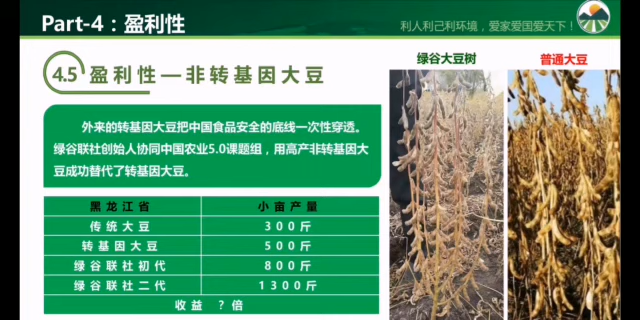 Part-4：盈利性
利人利己利环境，爱家爱国爱天下！
4.5 盈利性—非转基因大豆
绿谷大豆树
普通大豆
外来的转基因大豆把中国食品安全的底线一次性穿透。
绿谷联社创始人协同中国农业5.0课题组，用高产非转基因大
豆成功替代了转基因大豆。
黑龙江省 小亩产量
传统大豆 300斤
转基因大豆 500斤
绿谷联社初代 800斤
绿谷联社二代 1300斤
收益 ？倍